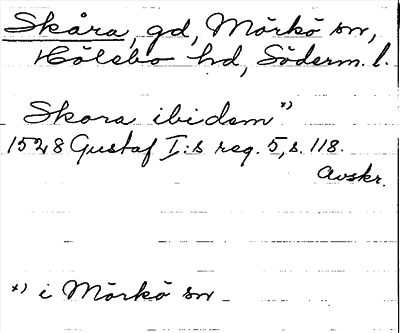 Skåra, gd, Mörkö sn,
Hölebo hd, Söderm. l.
Skora ibidem *)
1528 Gustaf I:s reg. 5, s. 118.
Avskr.
*) i Mörkö sn